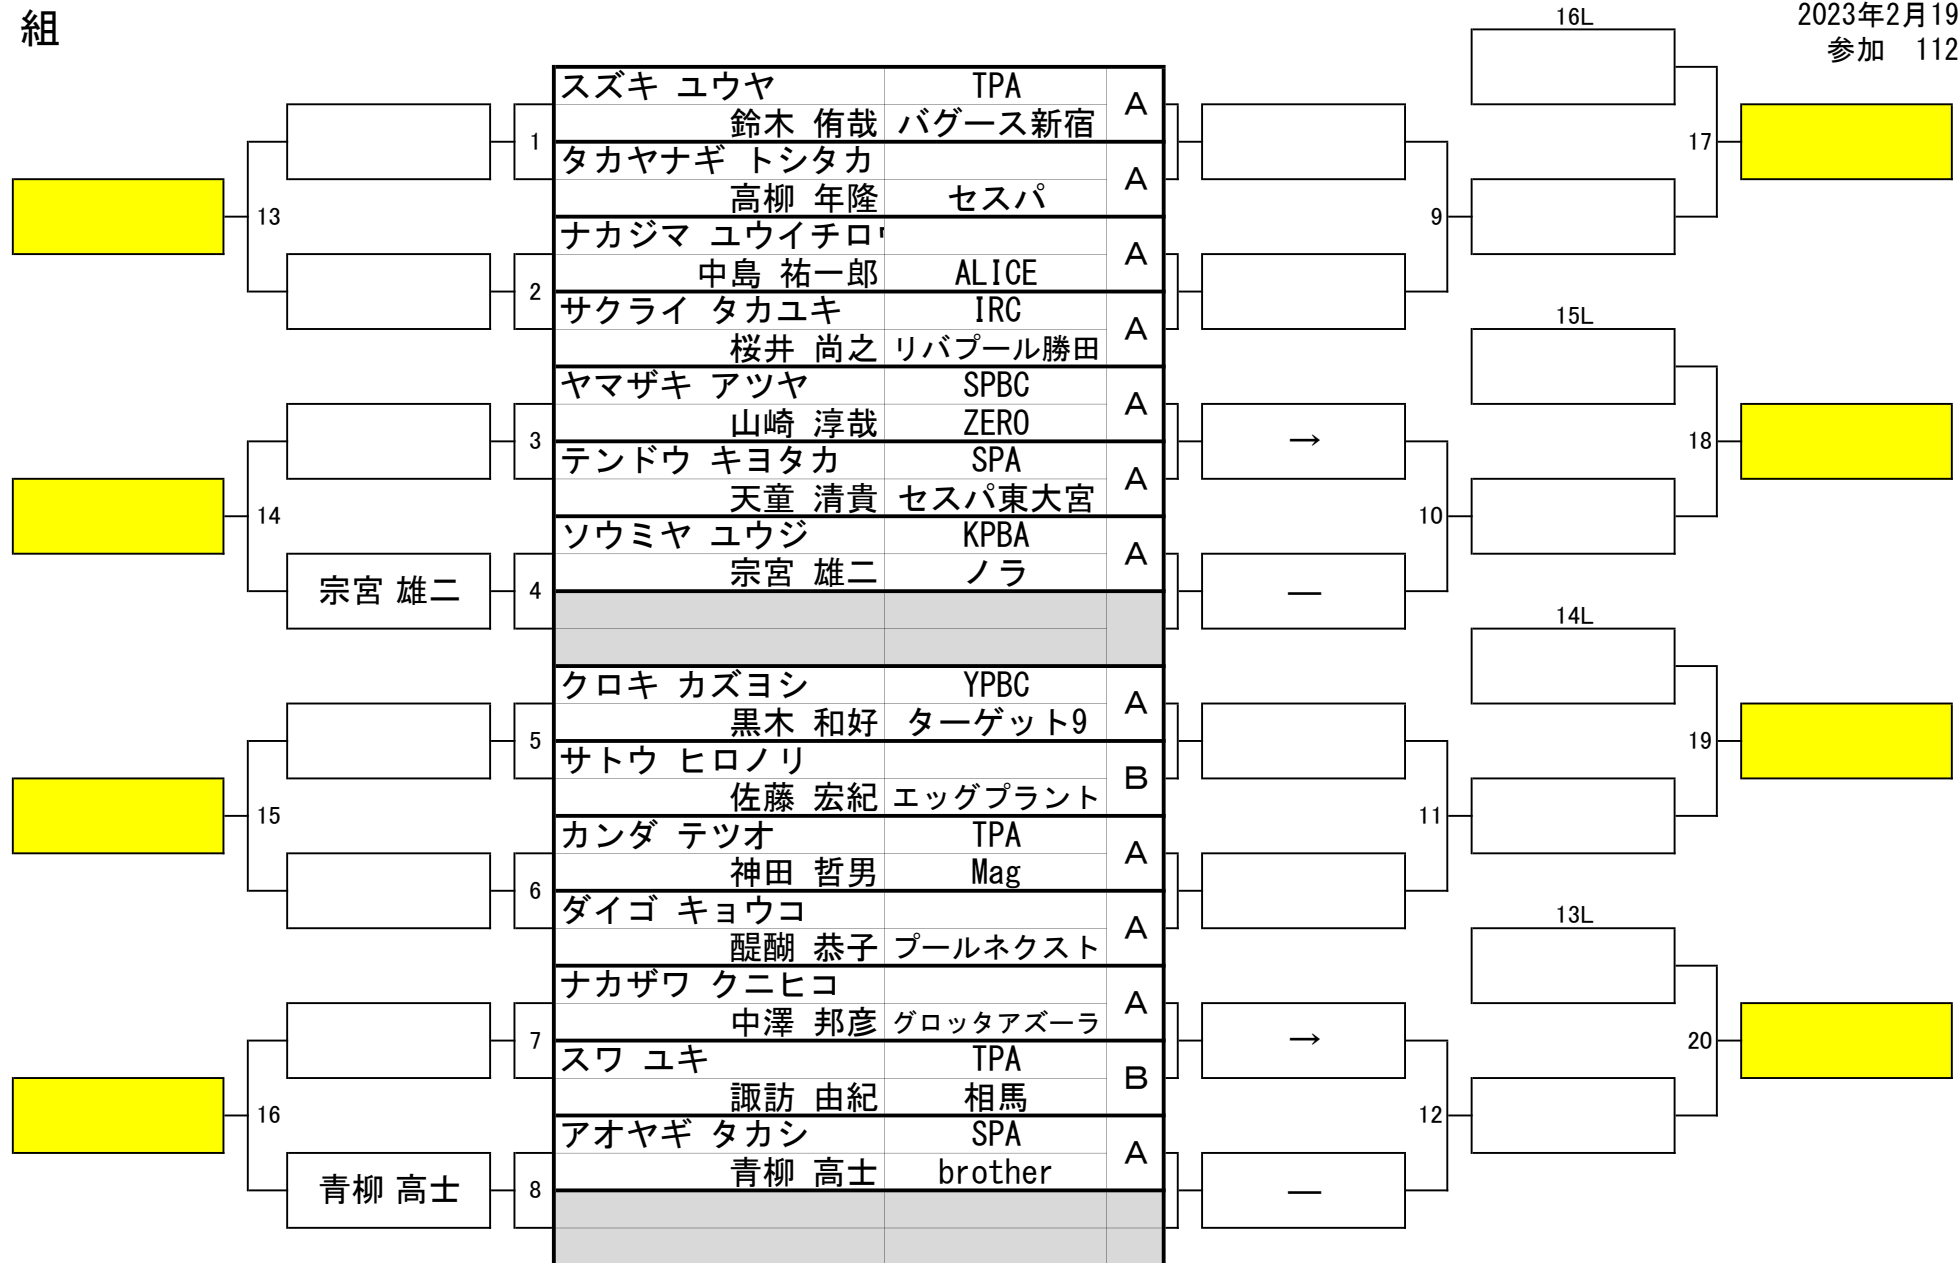 組
2023年2月19
参加 112
16L
スズキ ユウヤ TPA A
鈴木 侑哉 バグース新宿
1
17
タカヤナギ トシタカ A
高柳 年隆 セスパ
13
9
ナカジマ ユウイチロ A
中島 祐一郎 ALICE
2
サクライ タカユキ IRC A
桜井 尚之 リバプール勝田
15L
ヤマザキ アツヤ SPBC A
山崎 淳哉 ZERO
3
→
18
テンドウ キヨタカ SPA A
天童 清貴 セスパ東大宮
14
10
ソウミヤ ユウジ KPBA A
宗宮 雄二 ノラ
宗宮 雄二
4
―
14L
クロキ カズヨシ YPBC A
黒木 和好 ターゲット9
5
19
サトウ ヒロノリ B
佐藤 宏紀 エッグプラント
15
11
カンダ テツオ TPA A
神田 哲男 Mag
6
ダイゴ キョウコ A
醍醐 恭子 プールネクスト
13L
ナカザワ クニヒコ A
中澤 邦彦 グロッタアズーラ
7
→
20
スワ ユキ TPA B
諏訪 由紀 相馬
16
12
アオヤギ タカシ SPA A
青柳 高士 brother
青柳 高士
8
―